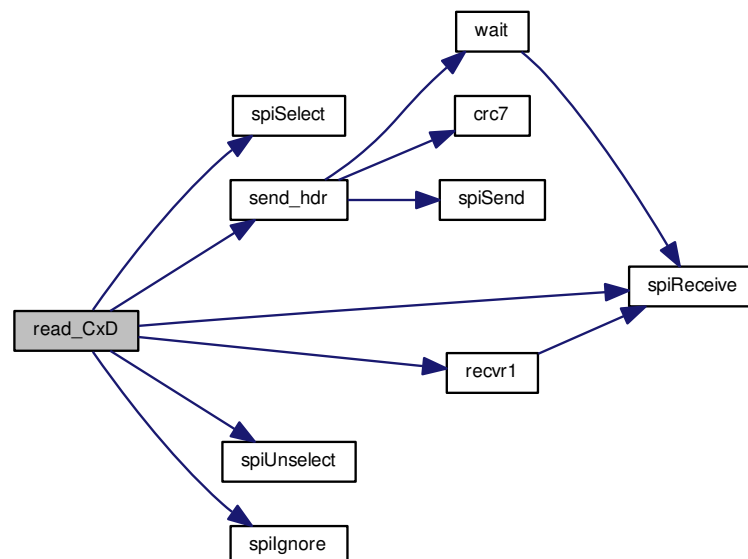 wait
spiSelect
crc7
send_hdr
spiSend
spiReceive
read_CxD
recvr1
spiUnselect
spiIgnore